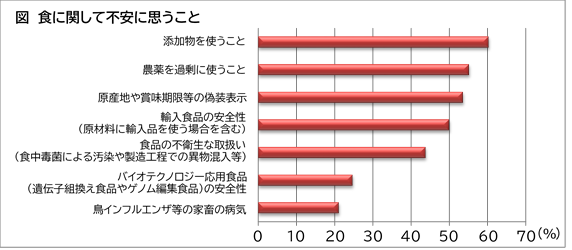 図 食に関して不安に思うこと
添加物を使うこと
農薬を過剰に使うこと
原産地や賞味期限等の偽装表示
輸入食品の安全性
（原材料に輸入品を使う場合を含む）
食品の不衛生な取扱い
（食中毒菌による汚染や製造工程での異物混入等）
バイオテクノロジー応用食品
（遺伝子組換え食品やゲノム編集食品）の安全性
鳥インフルエンザ等の家畜の病気
0 10 20 30 40 50 60 70 (%)